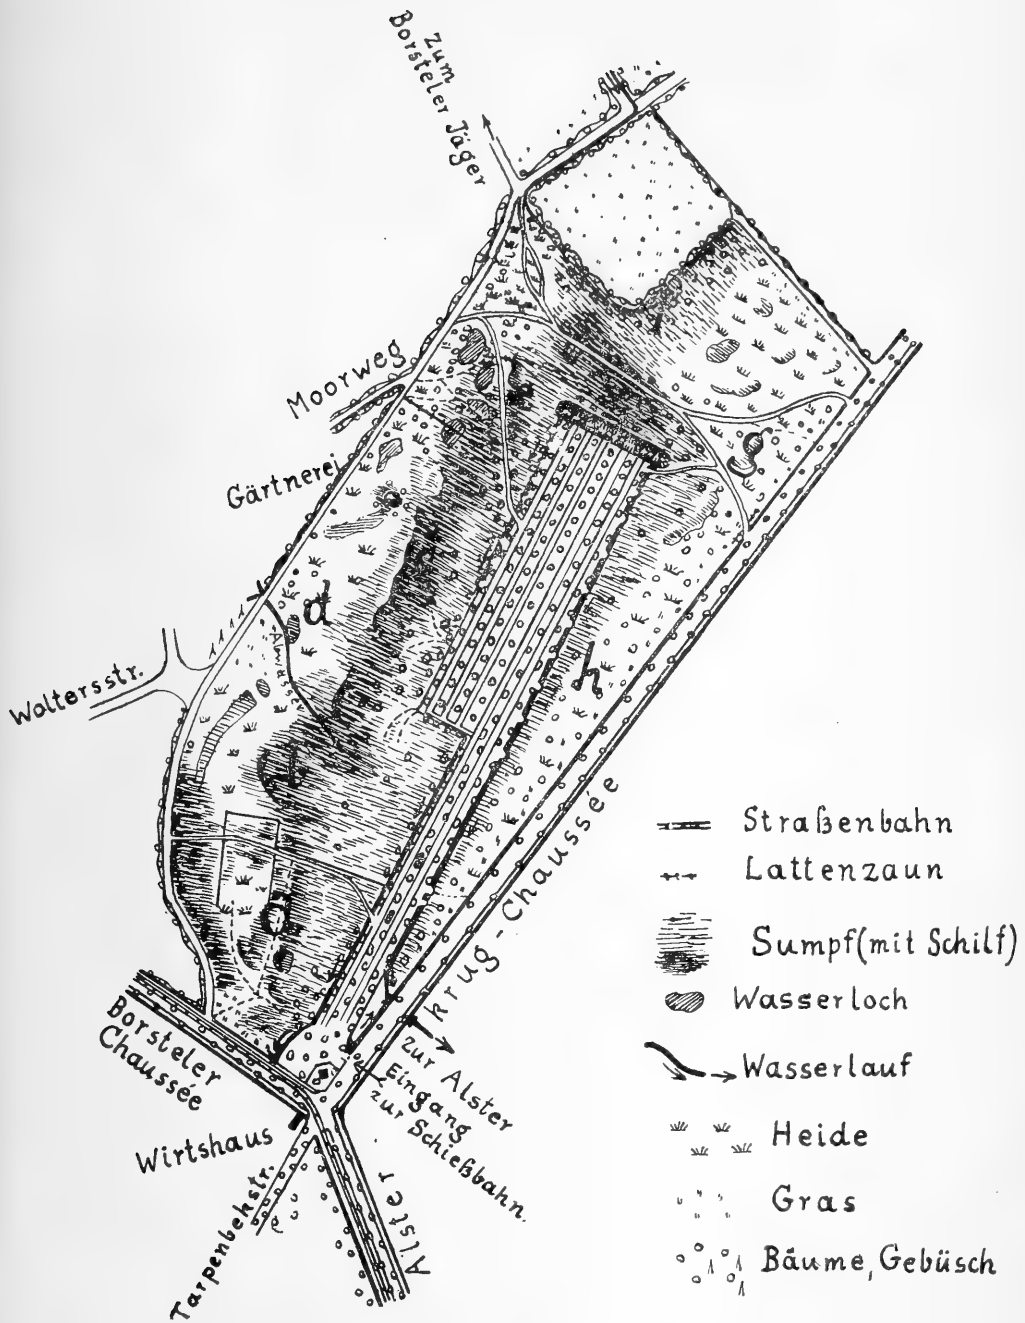 Zum
Borsteler Jäger
Moorweg
Gärtnerei
Woltersstr.
d
g
h
Borsteler
Chaussée
Wirtshaus
Tarpenbekstr.
Alster
krug-Chaussée
zur Alster
Eingang
zur Schießbahn.
Straßenbahn
Lattenzaun
Sumpf (mit Schilf)
Wasserloch
Wasserlauf
Heide
Gras
Bäume, Gebüsch